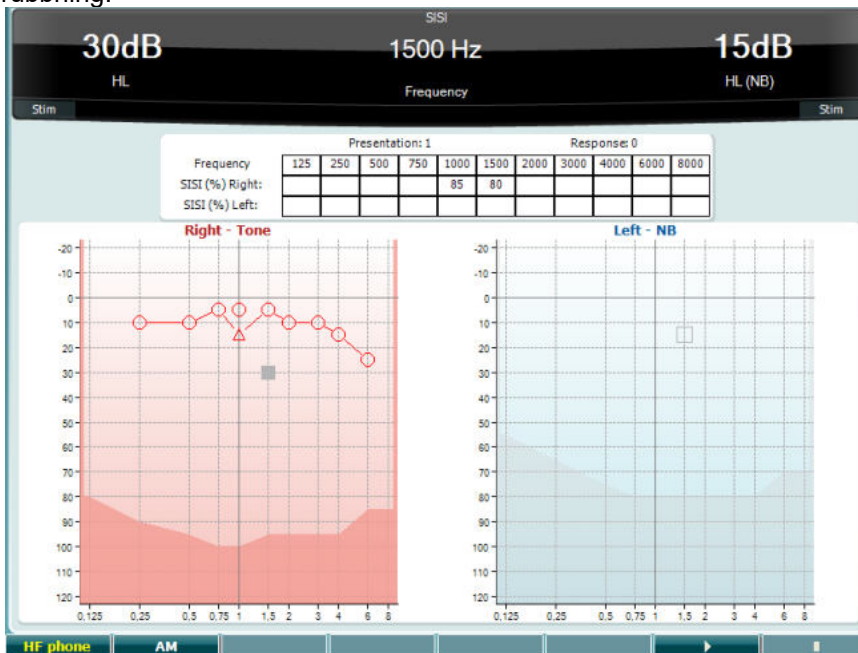 SISI
30dB 1500 Hz 15dB
HL HL (NB)
Frequency
Stim Stim
Presentation: 1 Response: 0
Frequency 125 250 500 750 1000 1500 2000 3000 4000 6000 8000
SISI (%) Right: 85 80
SISI (%) Left:
Right - Tone Left - NB
-20 -20
-10 -10
0 0
10 10
20 20
30 30
40 40
50 50
60 60
70 70
80 80
90 90
100 100
110 110
120 120
0,125 0,25 0,5 0,75 1 1,5 2 3 4 6 8 0,125 0,25 0,5 0,75 1 1,5 2 3 4 6 8
HF phone AM